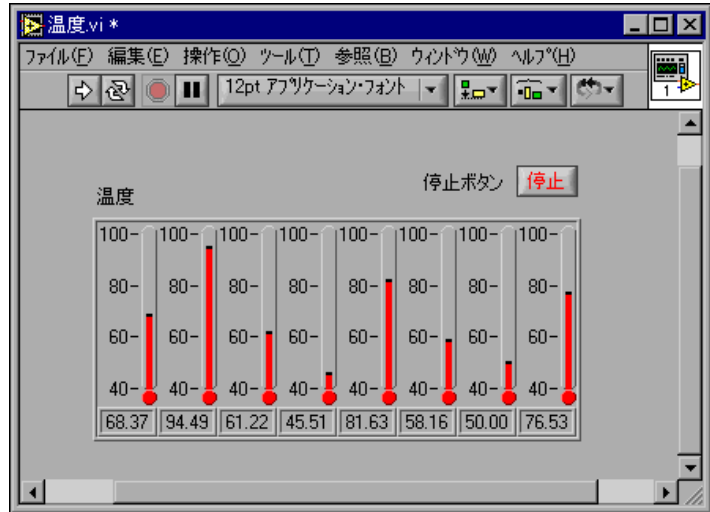 温度.vi *
ファイル(F) 編集(E) 操作(O) ツール(T) 参照(B) ウィンドウ(W) ヘルプ(H)
12pt アプリケーション・フォント
1
停止ボタン 停止
温度
100 100 100 100 100 100 100 100
80 80 80 80 80 80 80 80
60 60 60 60 60 60 60 60
40 40 40 40 40 40 40 40
68.37 94.49 61.22 45.51 81.63 58.16 50.00 76.53